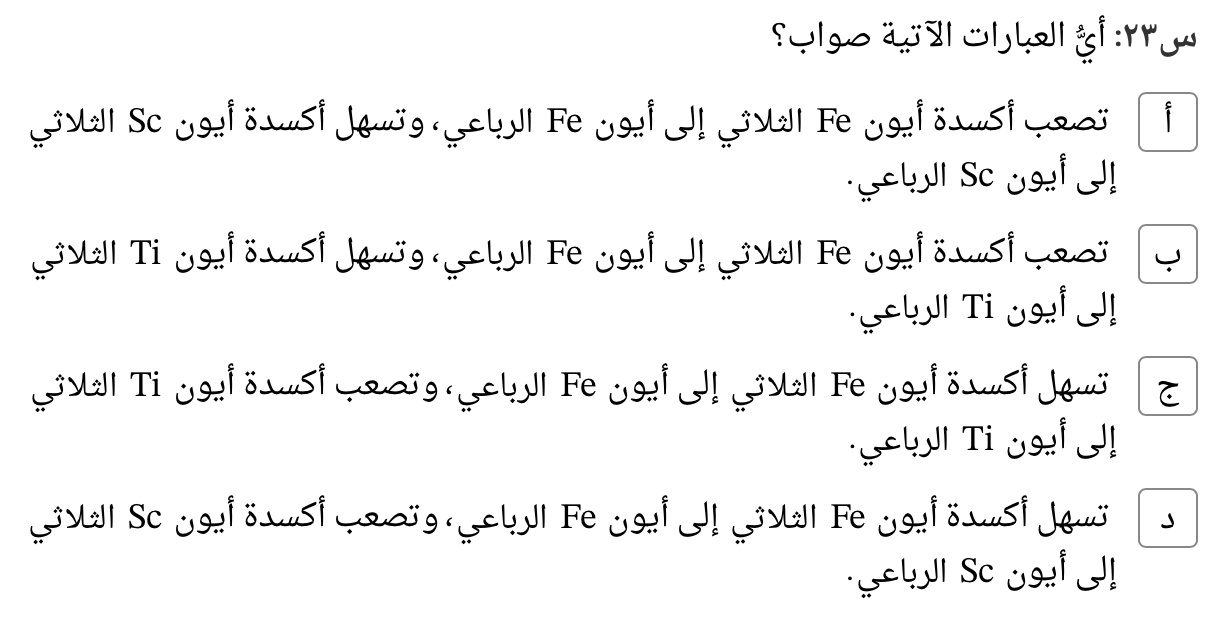 س٢٣: أيُّ العبارات الآتية صواب؟
أ تصعب أكسدة أيون Fe الثلاثي إلى أيون Fe الرباعي، وتسهل أكسدة أيون Sc الثلاثي
إلى أيون Sc الرباعي.
ب تصعب أكسدة أيون Fe الثلاثي إلى أيون Fe الرباعي، وتسهل أكسدة أيون Ti الثلاثي
إلى أيون Ti الرباعي.
ج تسهل أكسدة أيون Fe الثلاثي إلى أيون Fe الرباعي، وتصعب أكسدة أيون Ti الثلاثي
إلى أيون Ti الرباعي.
د تسهل أكسدة أيون Fe الثلاثي إلى أيون Fe الرباعي، وتصعب أكسدة أيون Sc الثلاثي
إلى أيون Sc الرباعي.